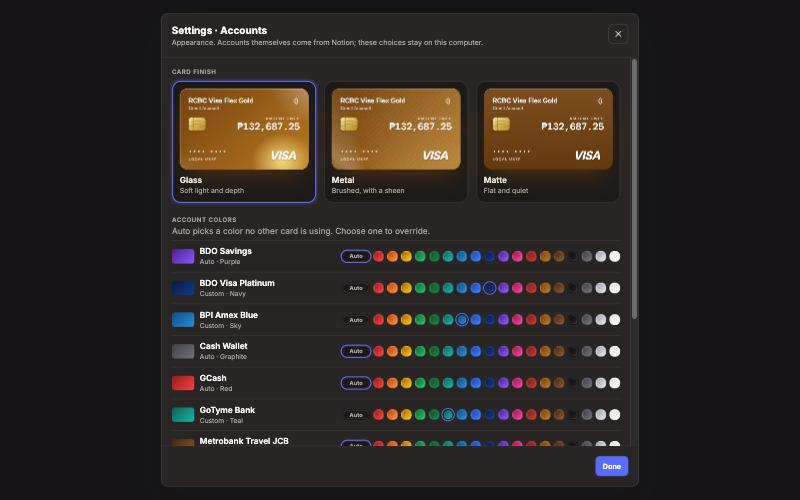 Settings · Accounts
Appearance. Accounts themselves come from Notion; these choices stay on this computer.
CARD FINISH
RCBC Visa Flex Gold
₱132,687.25
VISA
RCBC Visa Flex Gold
₱132,687.25
VISA
RCBC Visa Flex Gold
₱132,687.25
VISA
Glass
Soft light and depth
Metal
Brushed, with a sheen
Matte
Flat and quiet
ACCOUNT COLORS
Auto picks a color no other card is using. Choose one to override.
BDO Savings
Auto · Purple
Auto
BDO Visa Platinum
Custom · Navy
Auto
BPI Amex Blue
Custom · Sky
Auto
Cash Wallet
Auto · Graphite
Auto
GCash
Auto · Red
Auto
GoTyme Bank
Custom · Teal
Auto
Metrobank Travel JCB
Auto
Done